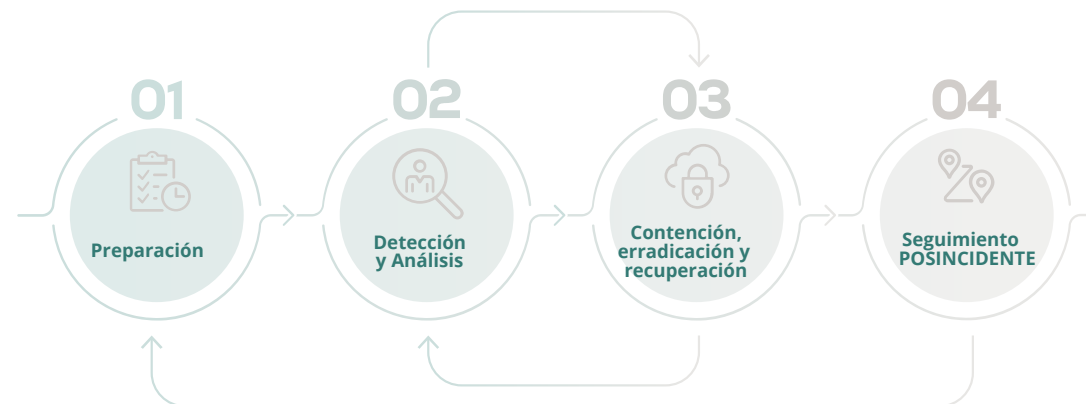 01
Preparación
02
Detección
y Análisis
03
Contención,
erradicación y
recuperación
04
Seguimiento
POSINCIDENTE